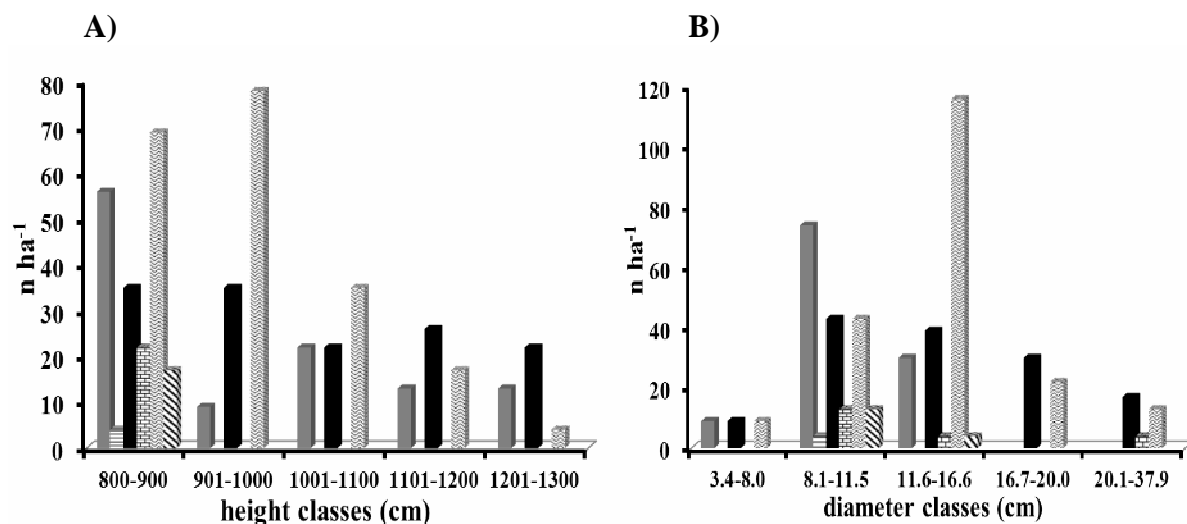 A)
B)
80
70
60
50
40
30
20
10
0
n ha⁻¹
800-900 901-1000 1001-1100 1101-1200 1201-1300
height classes (cm)
120
100
80
60
40
20
0
n ha⁻¹
3.4-8.0 8.1-11.5 11.6-16.6 16.7-20.0 20.1-37.9
diameter classes (cm)